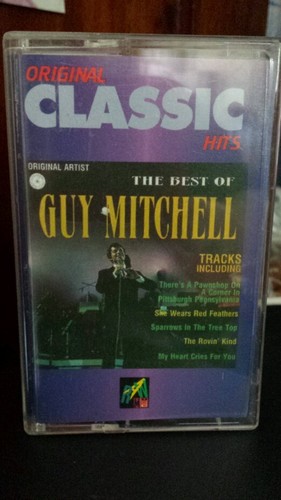 ORIGINAL
CLASSIC
HITS
ORIGINAL ARTIST
THE BEST OF
GUY MITCHELL
TRACKS
INCLUDING
There's A Pawnshop On
A Corner In
Pittsburgh Pennsylvania
She Wears Red Feathers
Sparrows In The Tree Top
The Rovin' Kind
My Heart Cries For You